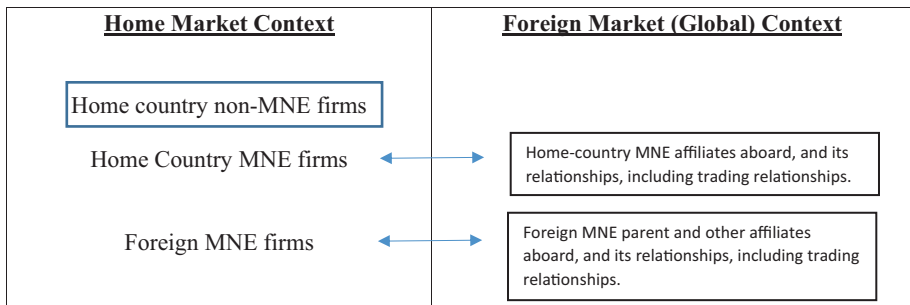 Home Market Context
Foreign Market (Global) Context
Home country non-MNE firms
Home Country MNE firms
Home-country MNE affiliates aboard, and its
relationships, including trading relationships.
Foreign MNE firms
Foreign MNE parent and other affiliates
aboard, and its relationships, including trading
relationships.